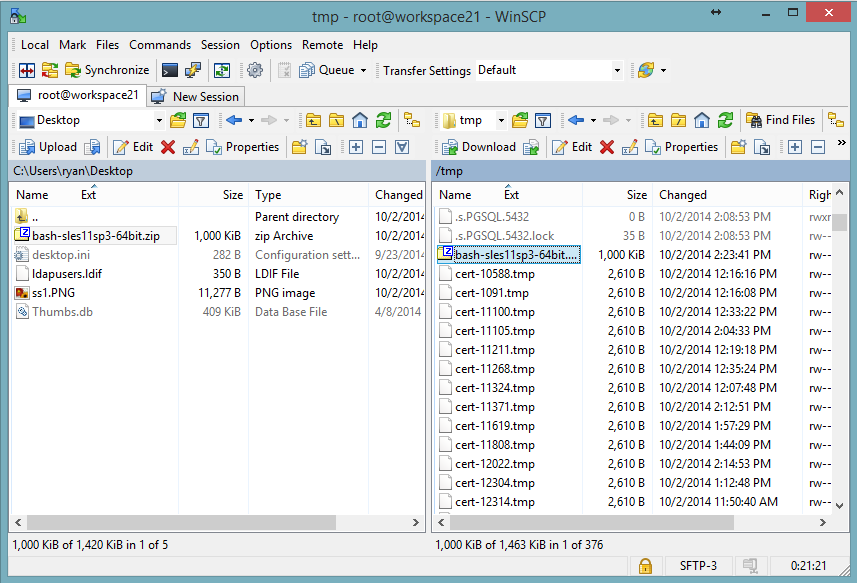 tmp - root@workspace21 - WinSCP
Local Mark Files Commands Session Options Remote Help
Synchronize Queue Transfer Settings Default
root@workspace21 New Session
Desktop tmp Find Files
Upload Edit Properties Download Edit Properties »
C:\Users\ryan\Desktop /tmp
Name Ext Size Type Changed Name Ext Size Changed Righ
.. Parent directory 10/2/2014 .s.PGSQL.5432 0 B 10/2/2014 2:08:53 PM rwxr
bash-sles11sp3-64bit.zip 1,000 KiB zip Archive 10/2/2014 .s.PGSQL.5432.lock 35 B 10/2/2014 2:08:53 PM rw--
desktop.ini 282 B Configuration sett... 9/23/2014 bash-sles11sp3-64bit.... 1,000 KiB 10/2/2014 2:23:41 PM rw--
ldapusers.ldif 350 B LDIF File 10/2/2014 cert-10588.tmp 2,610 B 10/2/2014 12:16:16 PM rw--
ss1.PNG 11,277 B PNG image 10/2/2014 cert-1091.tmp 2,610 B 10/2/2014 12:16:08 PM rw--
Thumbs.db 409 KiB Data Base File 4/8/2014 cert-11100.tmp 2,610 B 10/2/2014 12:33:22 PM rw--
cert-11105.tmp 2,610 B 10/2/2014 2:04:33 PM rw--
cert-11211.tmp 2,610 B 10/2/2014 12:19:18 PM rw--
cert-11268.tmp 2,610 B 10/2/2014 12:35:24 PM rw--
cert-11324.tmp 2,610 B 10/2/2014 12:07:48 PM rw--
cert-11371.tmp 2,610 B 10/2/2014 2:12:51 PM rw--
cert-11619.tmp 2,610 B 10/2/2014 1:57:29 PM rw--
cert-11808.tmp 2,610 B 10/2/2014 1:44:09 PM rw--
cert-12022.tmp 2,610 B 10/2/2014 2:14:53 PM rw--
cert-12304.tmp 2,610 B 10/2/2014 1:12:48 PM rw--
cert-12314.tmp 2,610 B 10/2/2014 11:50:40 AM rw--
1,000 KiB of 1,420 KiB in 1 of 5 1,000 KiB of 1,463 KiB in 1 of 376
SFTP-3 0:21:21